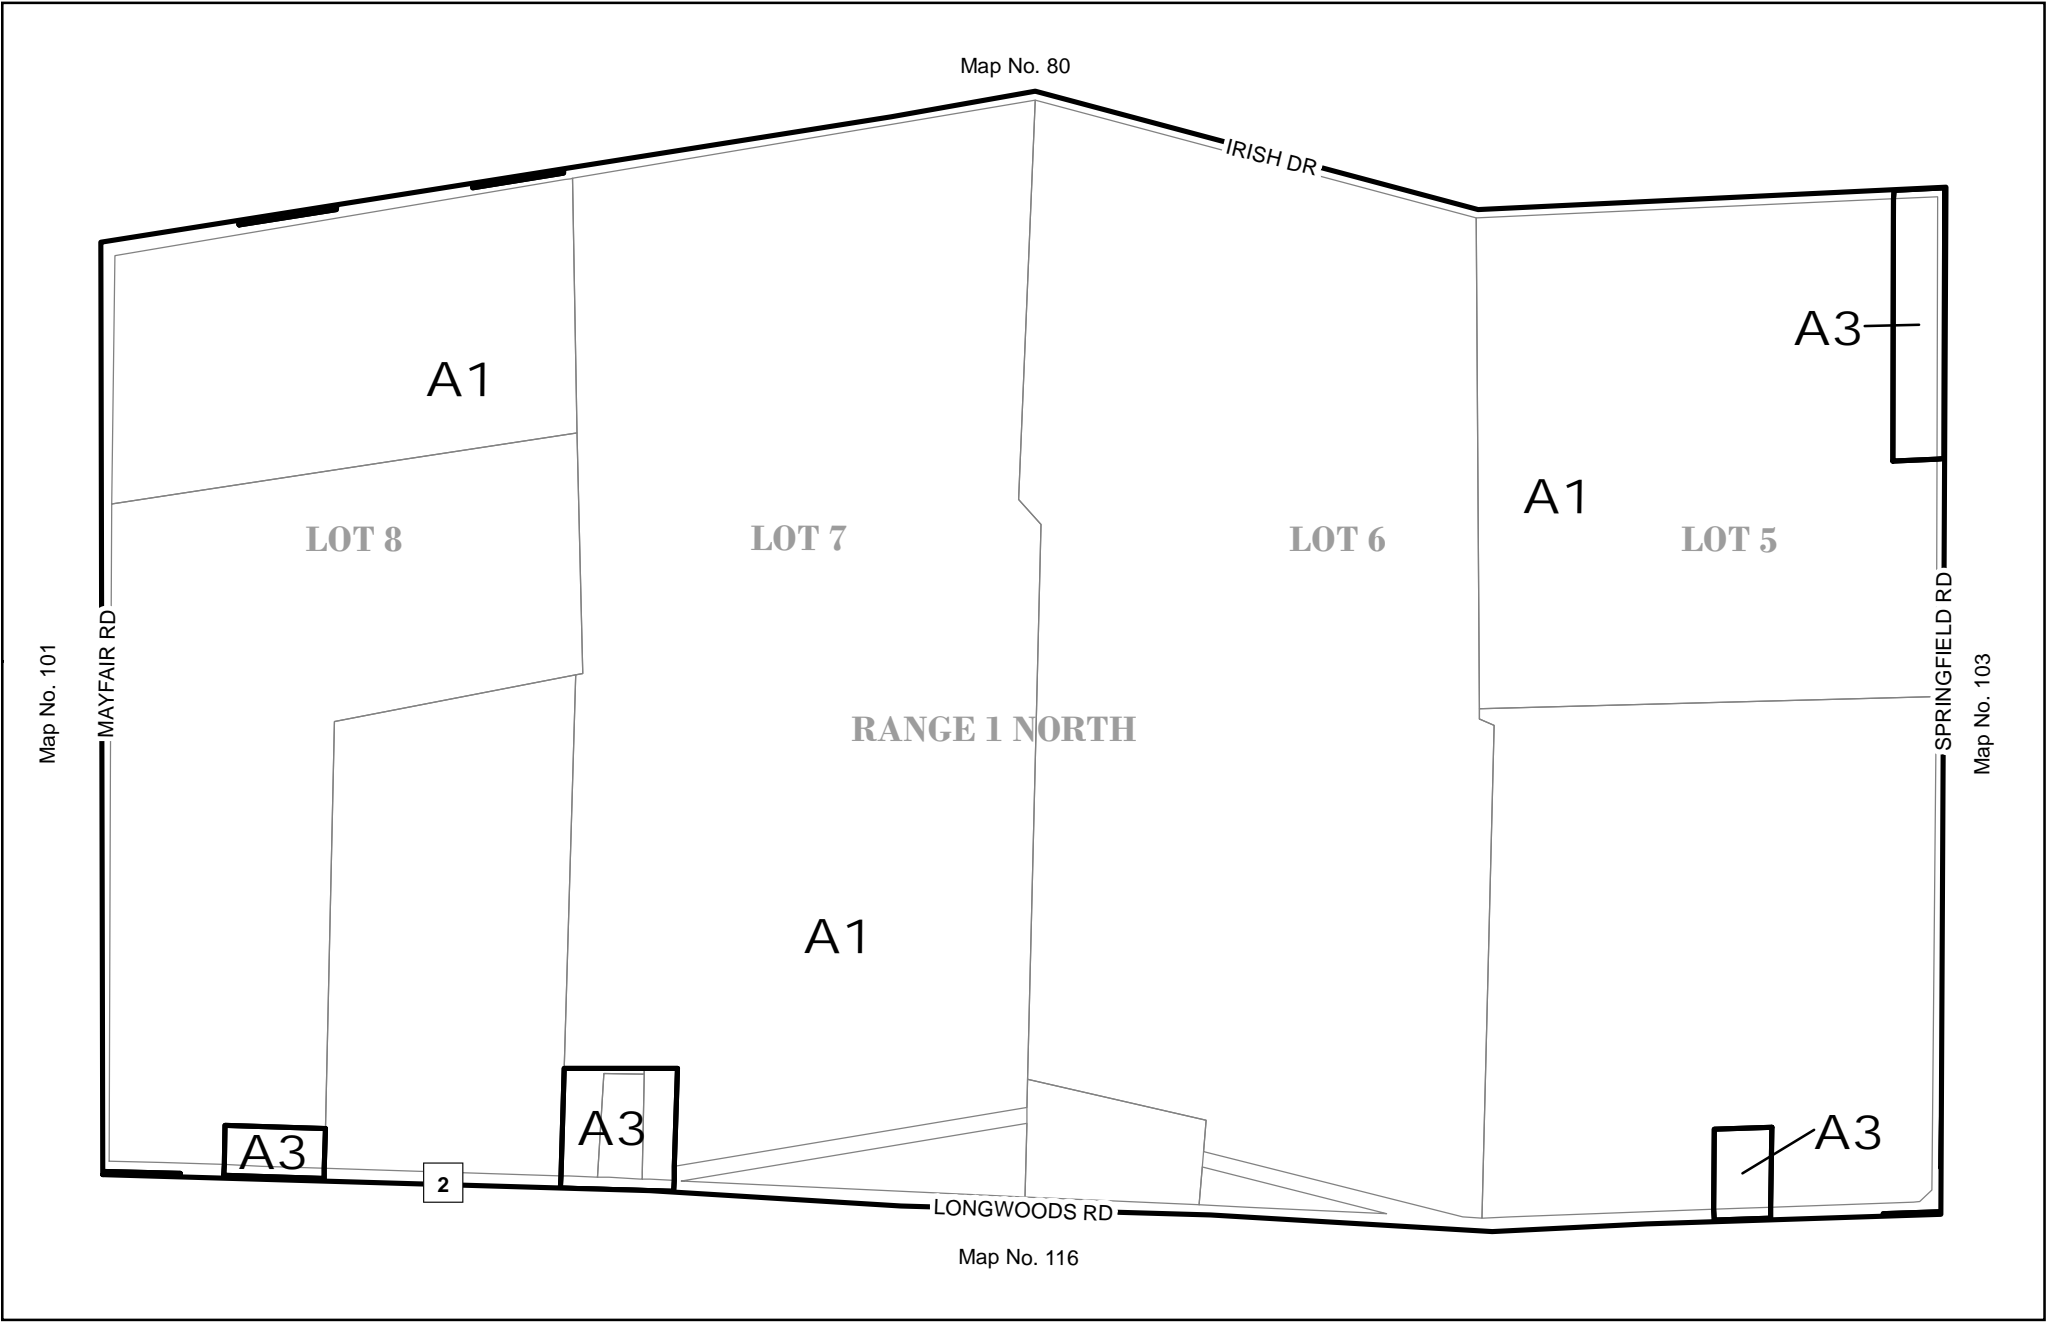 Map No. 80
IRISH DR
A3
A1
A1
LOT 8
LOT 7
LOT 6
LOT 5
MAYFAIR RD
SPRINGFIELD RD
Map No. 101
Map No. 103
RANGE 1 NORTH
A1
A3
A3
A3
2
LONGWOODS RD
Map No. 116